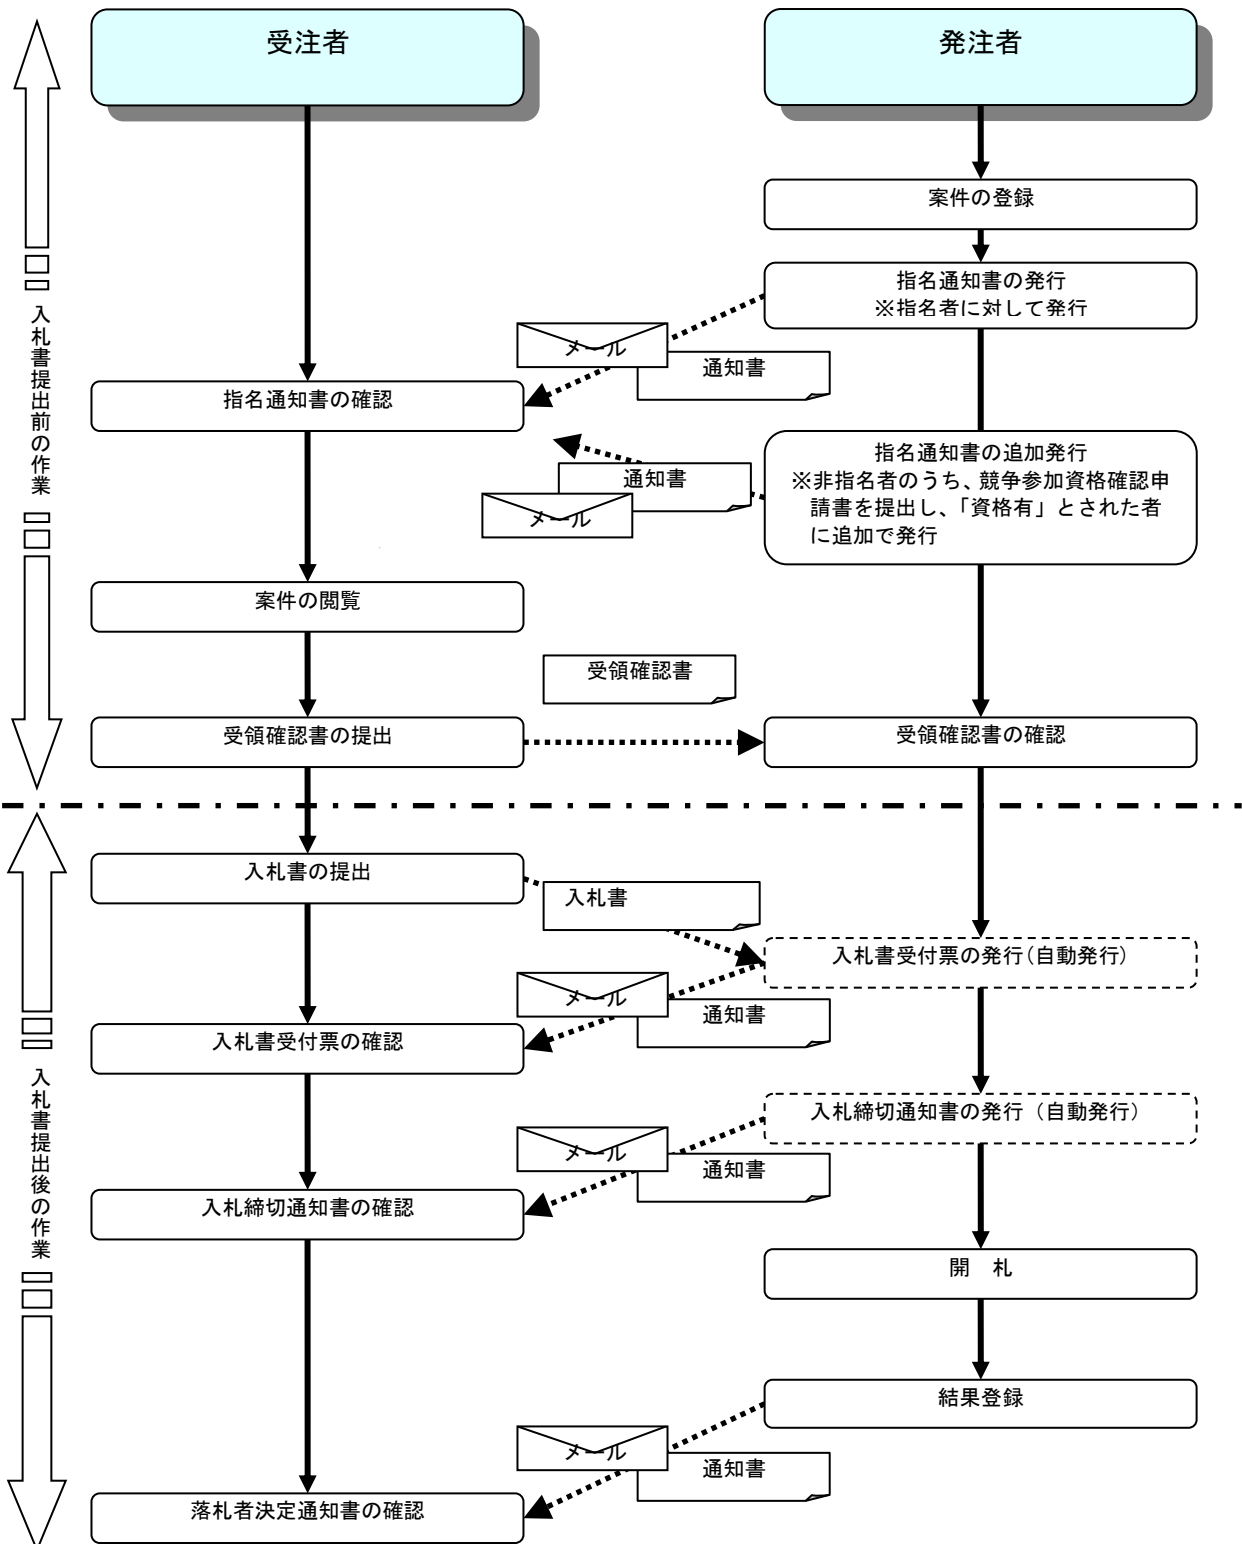 受注者
発注者
案件の登録
指名通知書の発行
※指名者に対して発行
メール
通知書
指名通知書の確認
指名通知書の追加発行
※非指名者のうち、競争参加資格確認申
請書を提出し、「資格有」とされた者
に追加で発行
通知書
メール
入札書提出前の作業
案件の閲覧
受領確認書
受領確認書の提出
受領確認書の確認
入札書の提出
入札書
入札書受付票の発行（自動発行）
メール
通知書
入札書受付票の確認
入札書提出後の作業
入札締切通知書の発行（自動発行）
メール
通知書
入札締切通知書の確認
開　札
結果登録
メール
通知書
落札者決定通知書の確認